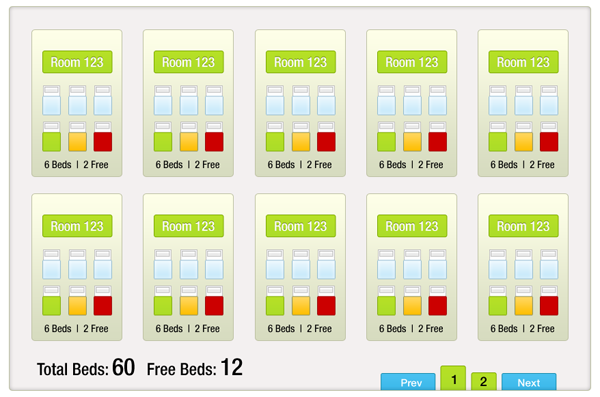 Room 123 Room 123 Room 123 Room 123 Room 123
6 Beds | 2 Free 6 Beds | 2 Free 6 Beds | 2 Free 6 Beds | 2 Free 6 Beds | 2 Free
Room 123 Room 123 Room 123 Room 123 Room 123
6 Beds | 2 Free 6 Beds | 2 Free 6 Beds | 2 Free 6 Beds | 2 Free 6 Beds | 2 Free
Total Beds: 60 Free Beds: 12
Prev 1 2 Next